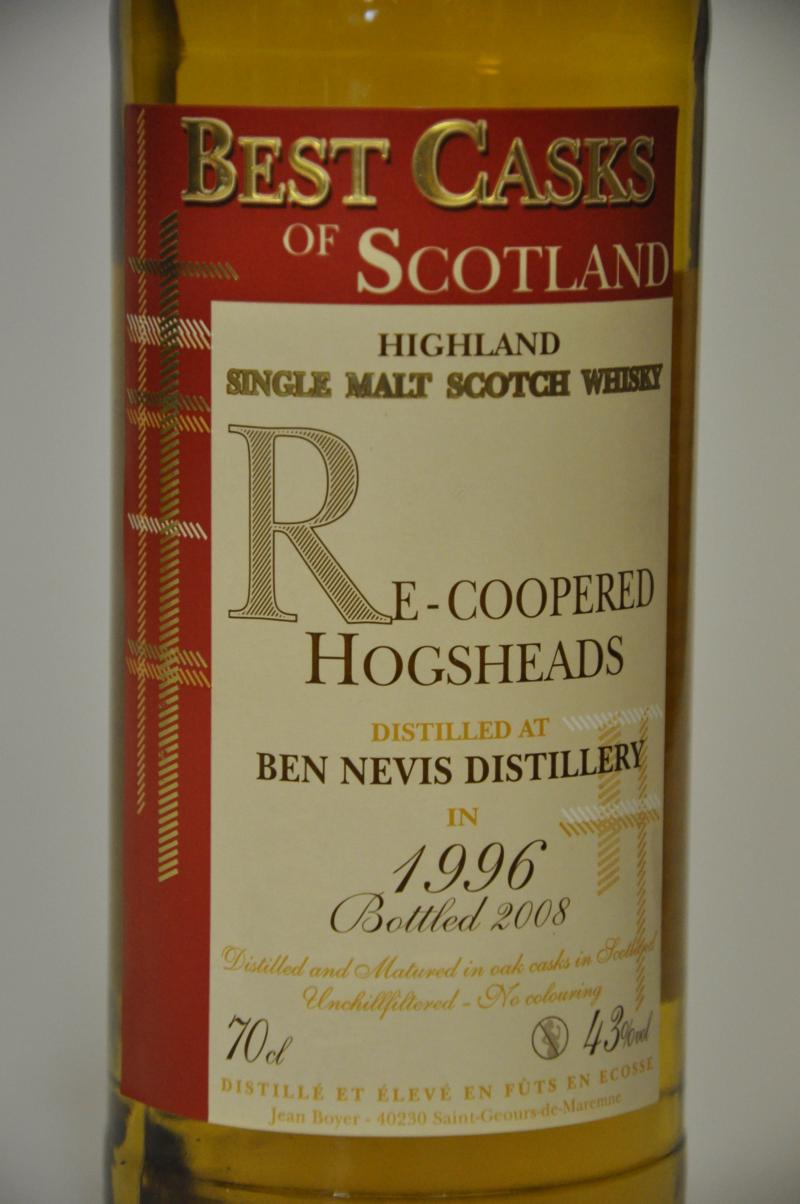 BEST CASKS
OF SCOTLAND
HIGHLAND
SINGLE MALT SCOTCH WHISKY
RE-COOPERED
HOGSHEADS
DISTILLED AT
BEN NEVIS DISTILLERY
IN
1996
Bottled 2008
Distilled and Matured in oak casks in Scotland
Unchillfiltered - No colouring
70cl 43%vol
DISTILLÉ ET ÉLEVÉ EN FÛTS EN ECOSSE
Jean Boyer - 40230 Saint-Geours-de-Maremne